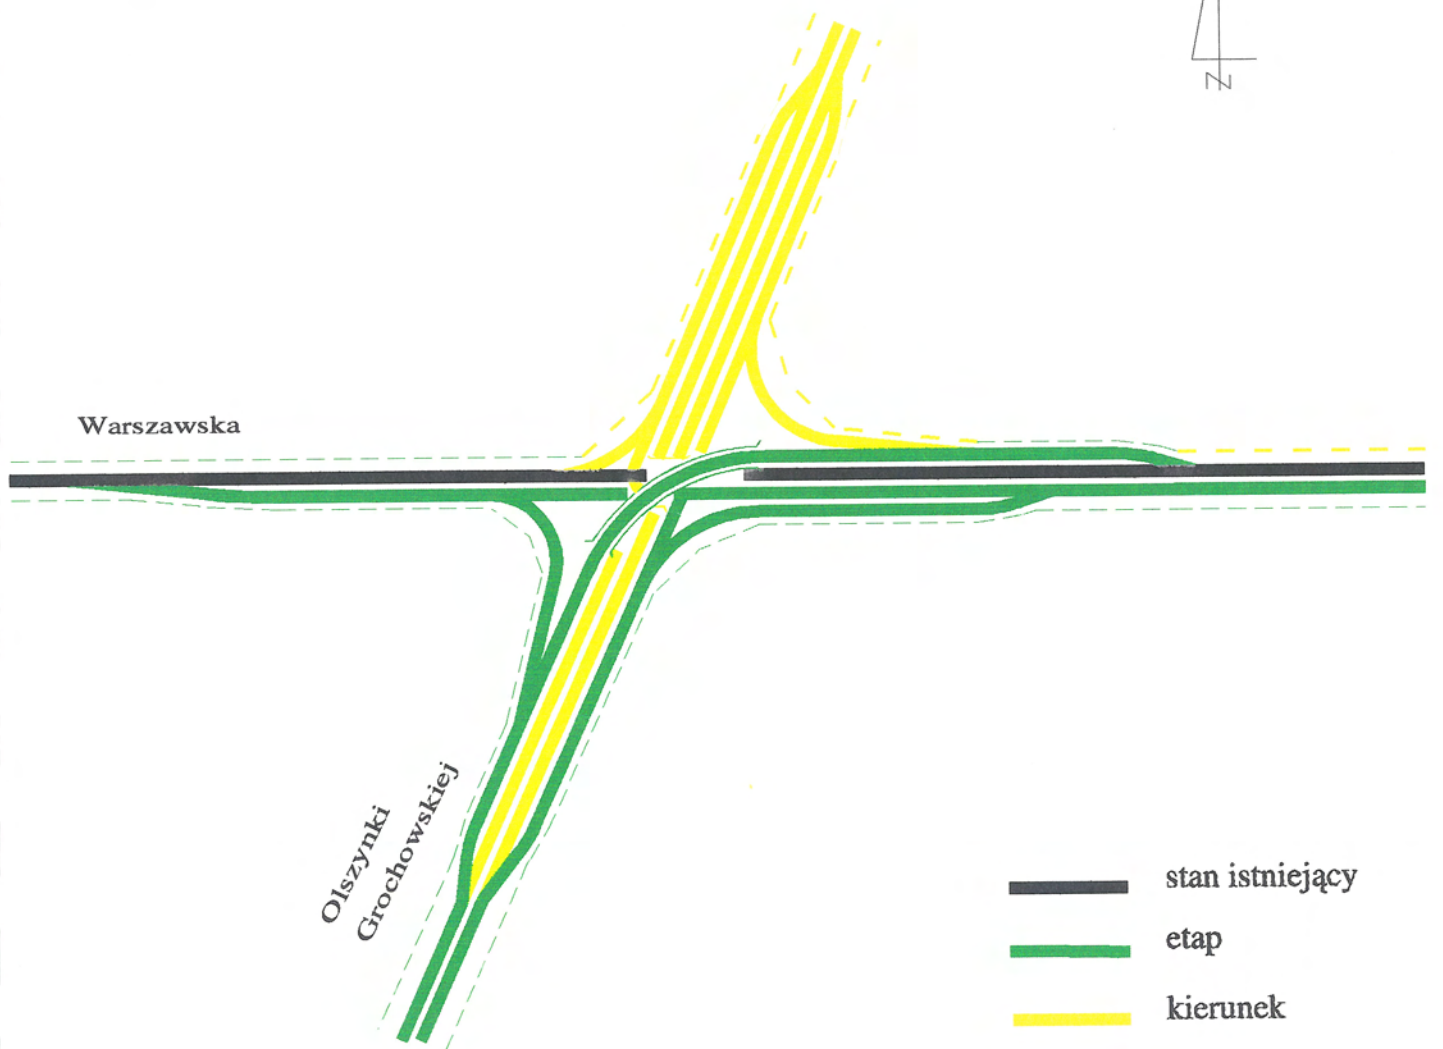 N
Warszawska
Olszynki
Grochowskiej
stan istniejący
etap
kierunek